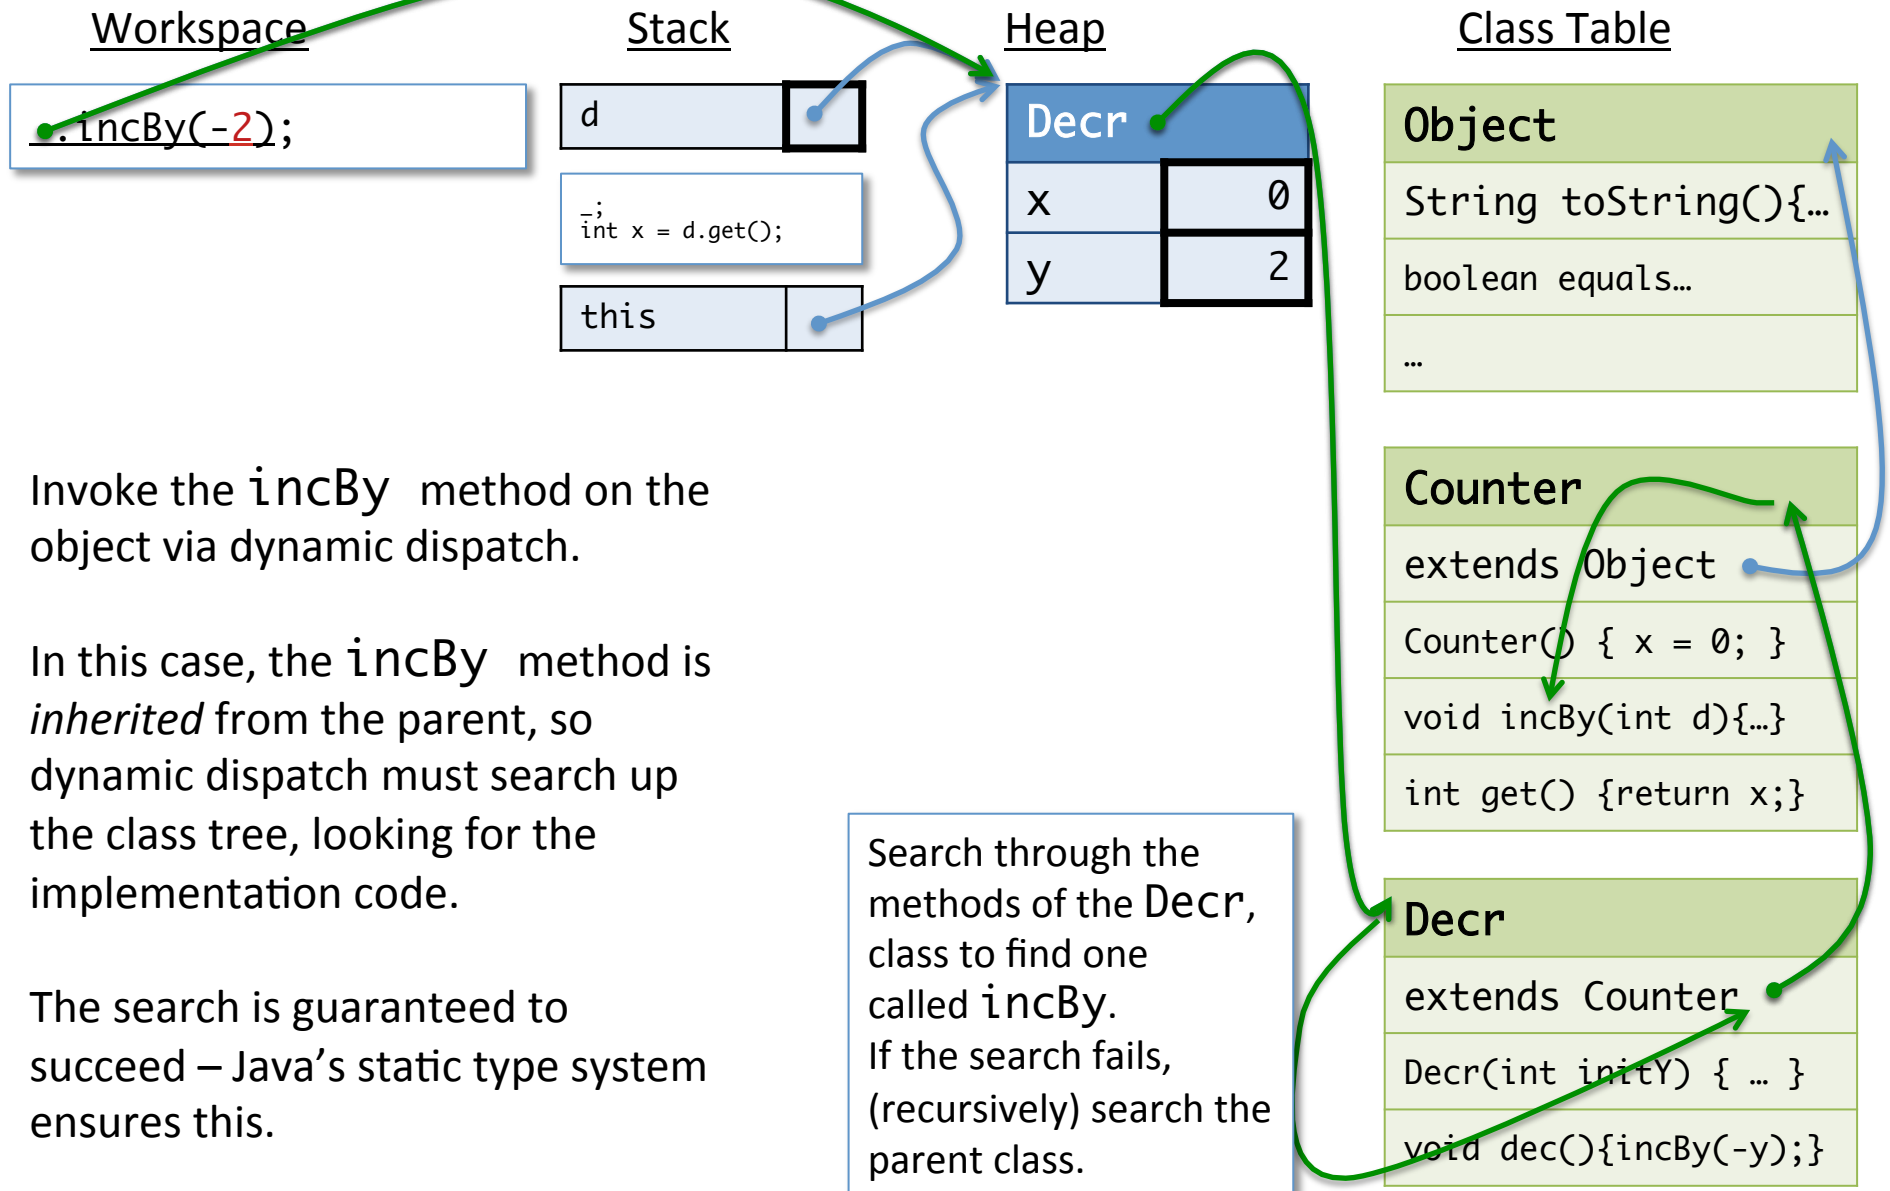 Workspace
.incBy(-2);
Stack
d
_;
int x = d.get();
this
Heap
Decr
x 0
y 2
Class Table
Object
String toString(){…
boolean equals…
…
Counter
extends Object
Counter() { x = 0; }
void incBy(int d){…}
int get() {return x;}
Decr
extends Counter
Decr(int initY) { … }
void dec(){incBy(-y);}
Invoke the incBy method on the
object via dynamic dispatch.
In this case, the incBy method is
inherited from the parent, so
dynamic dispatch must search up
the class tree, looking for the
implementation code.
The search is guaranteed to
succeed – Java’s static type system
ensures this.
Search through the
methods of the Decr,
class to find one
called incBy.
If the search fails,
(recursively) search the
parent class.